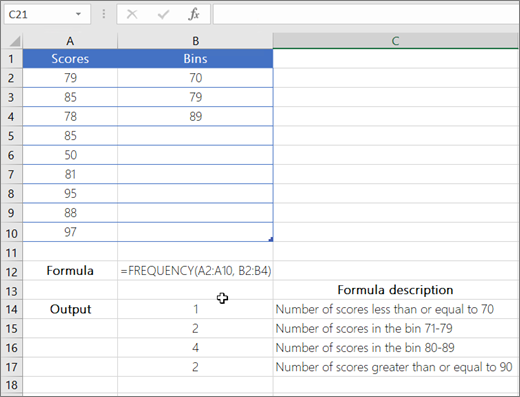 C21 fx
A B C
1 Scores Bins
2 79 70
3 85 79
4 78 89
5 85
6 50
7 81
8 95
9 88
10 97
11
12 Formula =FREQUENCY(A2:A10, B2:B4)
13 Formula description
14 Output 1 Number of scores less than or equal to 70
15 2 Number of scores in the bin 71-79
16 4 Number of scores in the bin 80-89
17 2 Number of scores greater than or equal to 90
18